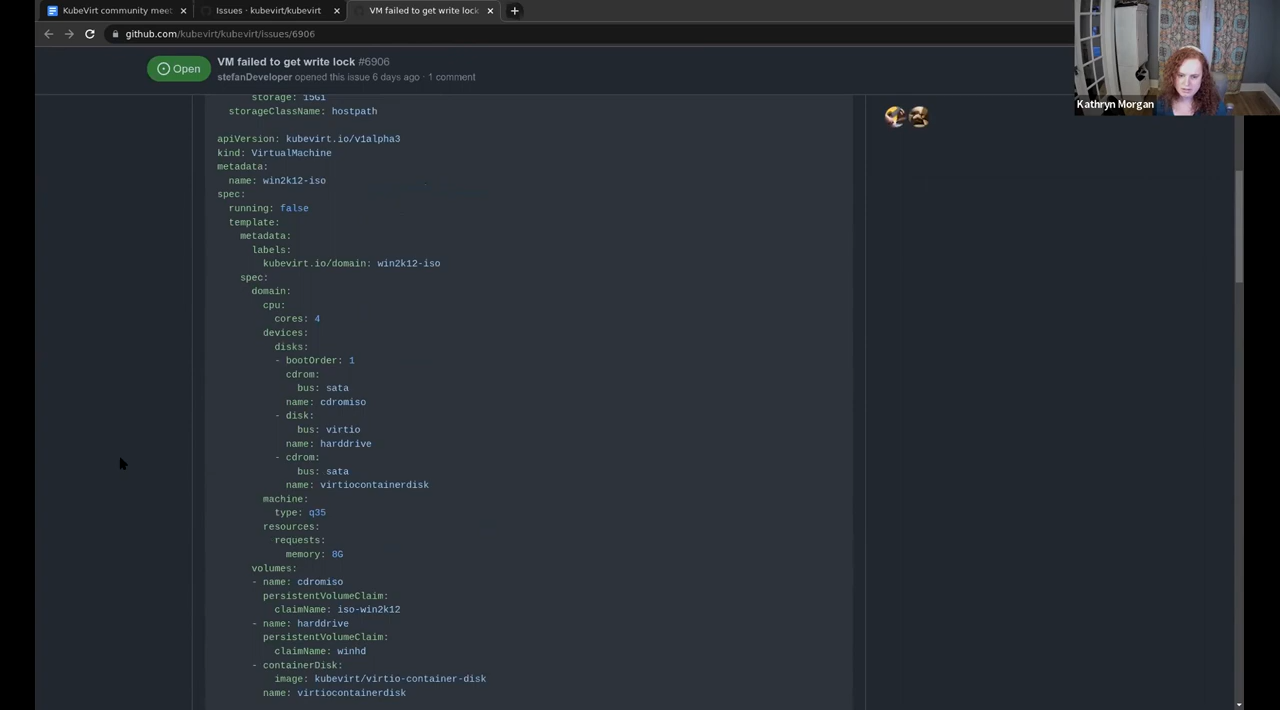 KubeVirt community meet
Issues · kubevirt/kubevirt
VM failed to get write lock
github.com/kubevirt/kubevirt/issues/6906
Open
VM failed to get write lock #6906
stefanDeveloper opened this issue 6 days ago · 1 comment
Kathryn Morgan
storage: 15Gi
storageClassName: hostpath
apiVersion: kubevirt.io/v1alpha3
kind: VirtualMachine
metadata:
name: win2k12-iso
spec:
running: false
template:
metadata:
labels:
kubevirt.io/domain: win2k12-iso
spec:
domain:
cpu:
cores: 4
devices:
disks:
- bootOrder: 1
cdrom:
bus: sata
name: cdromiso
- disk:
bus: virtio
name: harddrive
- cdrom:
bus: sata
name: virtiocontainerdisk
machine:
type: q35
resources:
requests:
memory: 8G
volumes:
- name: cdromiso
persistentVolumeClaim:
claimName: iso-win2k12
- name: harddrive
persistentVolumeClaim:
claimName: winhd
- containerDisk:
image: kubevirt/virtio-container-disk
name: virtiocontainerdisk